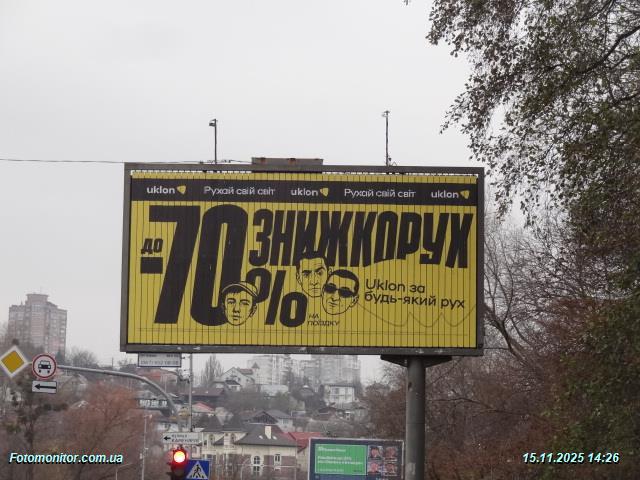 uklon Рухай свій світ uklon Рухай свій світ uklon
до
-70%
ЗНИЖКОРУХ
на
поїздку
Uklon за
будь-який рух
Fotomonitor.com.ua
15.11.2025 14:26